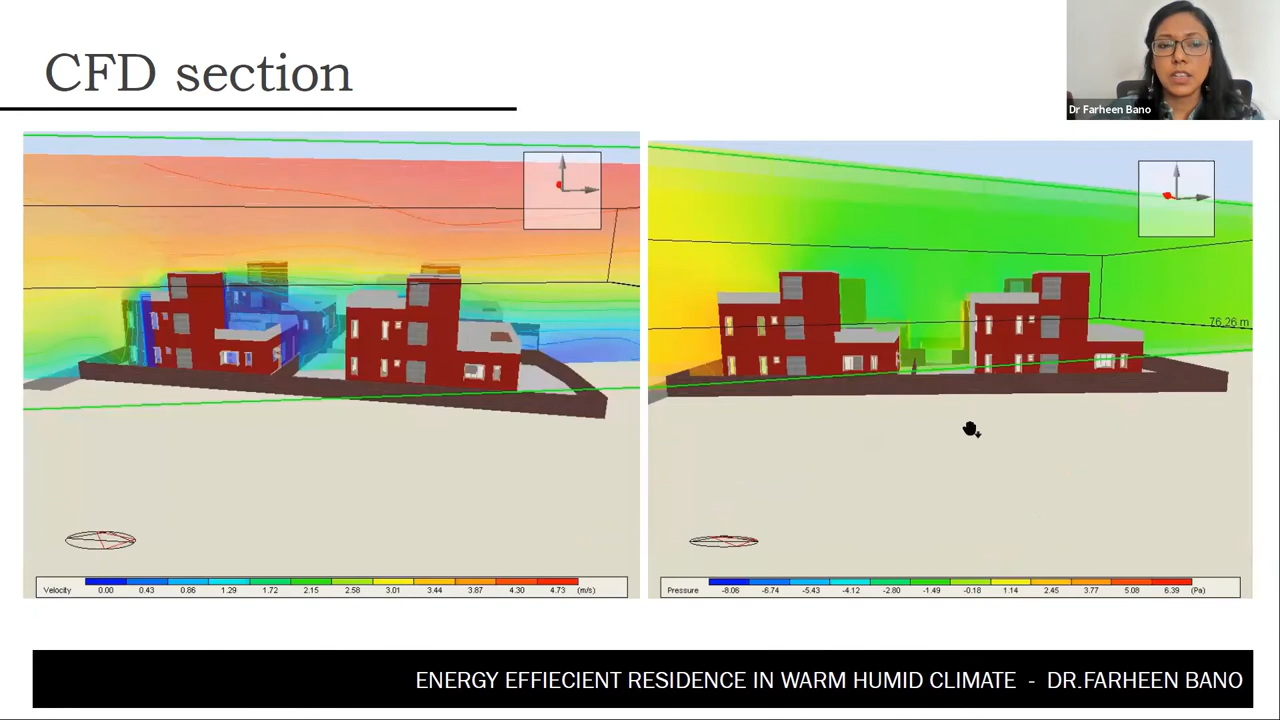 CFD section
Dr Farheen Bano
76.26 m
Velocity 0.00 0.43 0.86 1.29 1.72 2.15 2.58 3.01 3.44 3.87 4.30 4.73 (m/s)
Pressure -8.06 -6.74 -5.43 -4.12 -2.80 -1.49 -0.18 1.14 2.45 3.77 5.08 6.39 (Pa)
ENERGY EFFIECIENT RESIDENCE IN WARM HUMID CLIMATE - DR.FARHEEN BANO